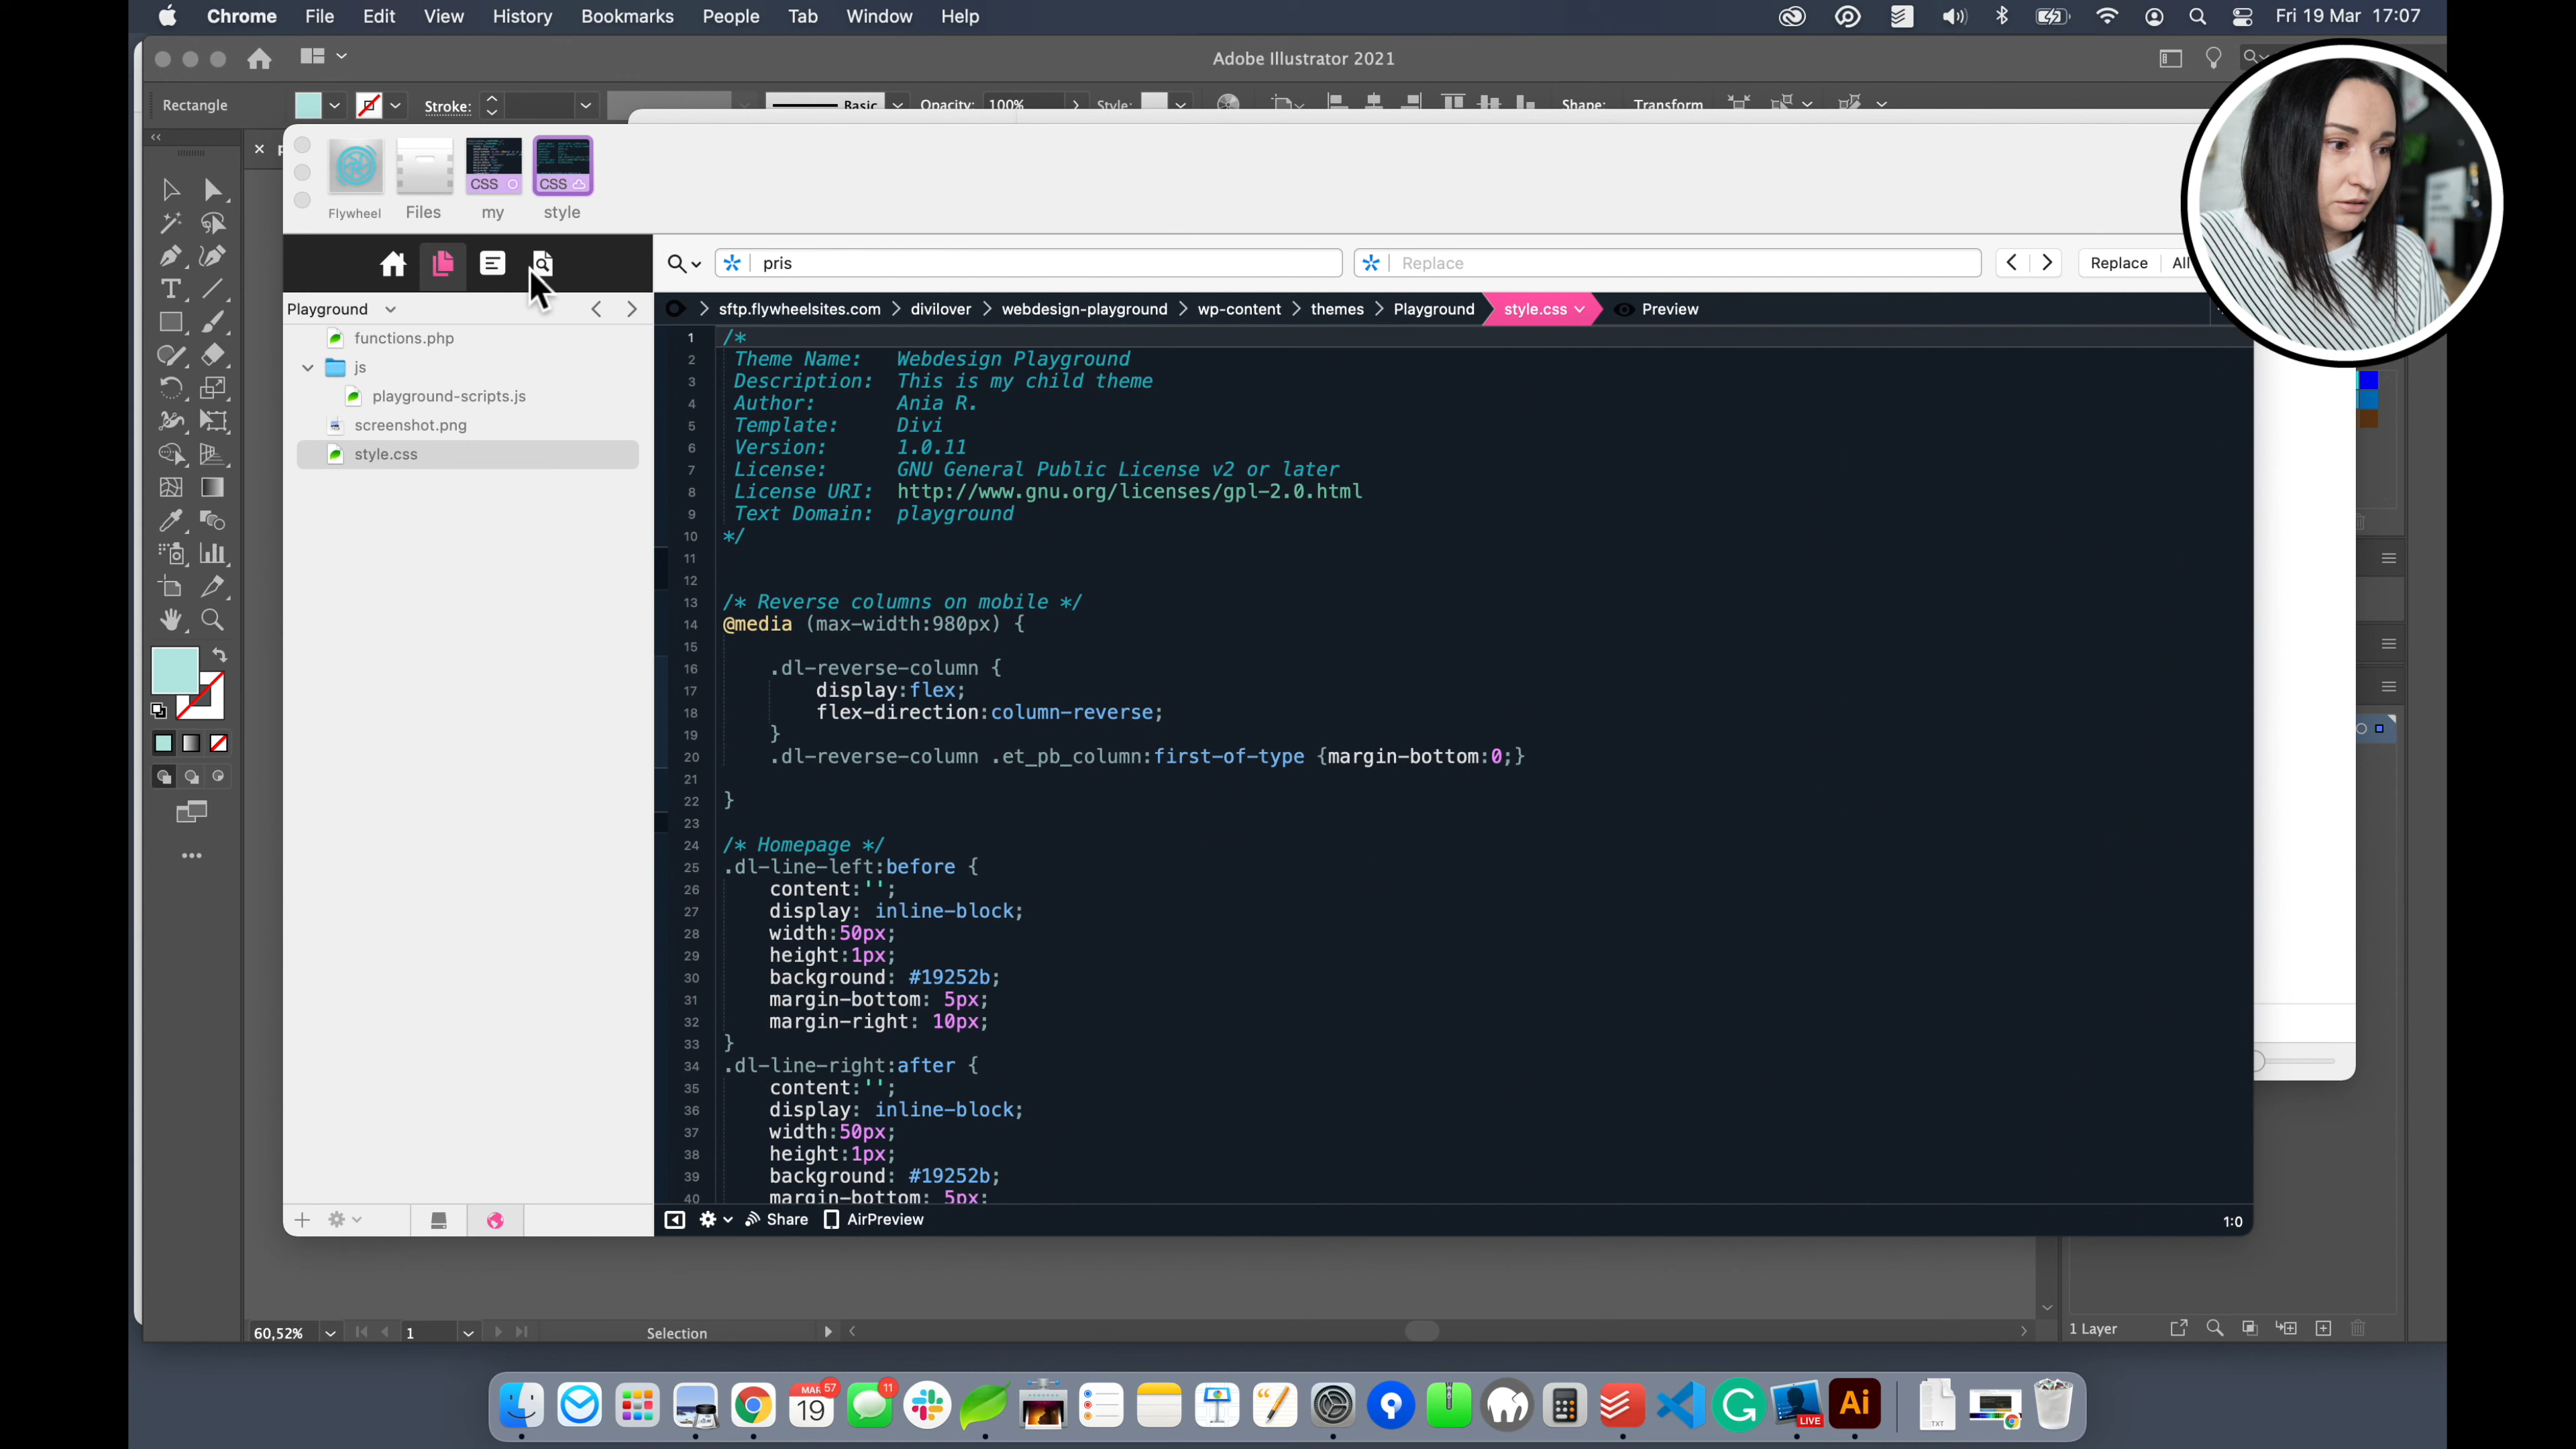 Chrome File Edit View History Bookmarks People Tab Window Help Fri 19 Mar 17:07
Adobe Illustrator 2021
Rectangle Stroke: Basic Opacity: 100% Style: Shape: Transform
CSS CSS
Flywheel Files my style
pris Replace Replace All
Playground sftp.flywheelsites.com divilover webdesign-playground wp-content themes Playground style.css Preview
functions.php
js
playground-scripts.js
screenshot.png
style.css
1 /*
2 Theme Name: Webdesign Playground
3 Description: This is my child theme
4 Author: Ania R.
5 Template: Divi
6 Version: 1.0.11
7 License: GNU General Public License v2 or later
8 License URI: http://www.gnu.org/licenses/gpl-2.0.html
9 Text Domain: playground
10 */
11
12
13 /* Reverse columns on mobile */
14 @media (max-width:980px) {
15
16 .dl-reverse-column {
17 display:flex;
18 flex-direction:column-reverse;
19 }
20 .dl-reverse-column .et_pb_column:first-of-type {margin-bottom:0;}
21
22 }
23
24 /* Homepage */
25 .dl-line-left:before {
26 content:'';
27 display: inline-block;
28 width:50px;
29 height:1px;
30 background: #19252b;
31 margin-bottom: 5px;
32 margin-right: 10px;
33 }
34 .dl-line-right:after {
35 content:'';
36 display: inline-block;
37 width:50px;
38 height:1px;
39 background: #19252b;
40 margin-bottom: 5px;
Share AirPreview 1:0
60,52% 1 Selection 1 Layer
MAR 57 11
19 LIVE Ai TXT